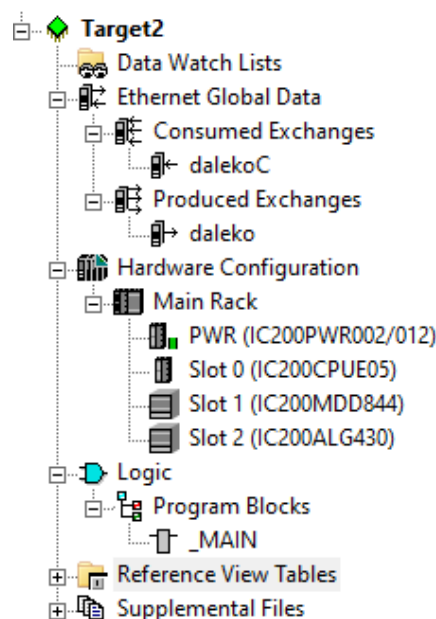 Target2
Data Watch Lists
Ethernet Global Data
Consumed Exchanges
dalekoC
Produced Exchanges
daleko
Hardware Configuration
Main Rack
PWR (IC200PWR002/012)
Slot 0 (IC200CPUE05)
Slot 1 (IC200MDD844)
Slot 2 (IC200ALG430)
Logic
Program Blocks
_MAIN
Reference View Tables
Supplemental Files